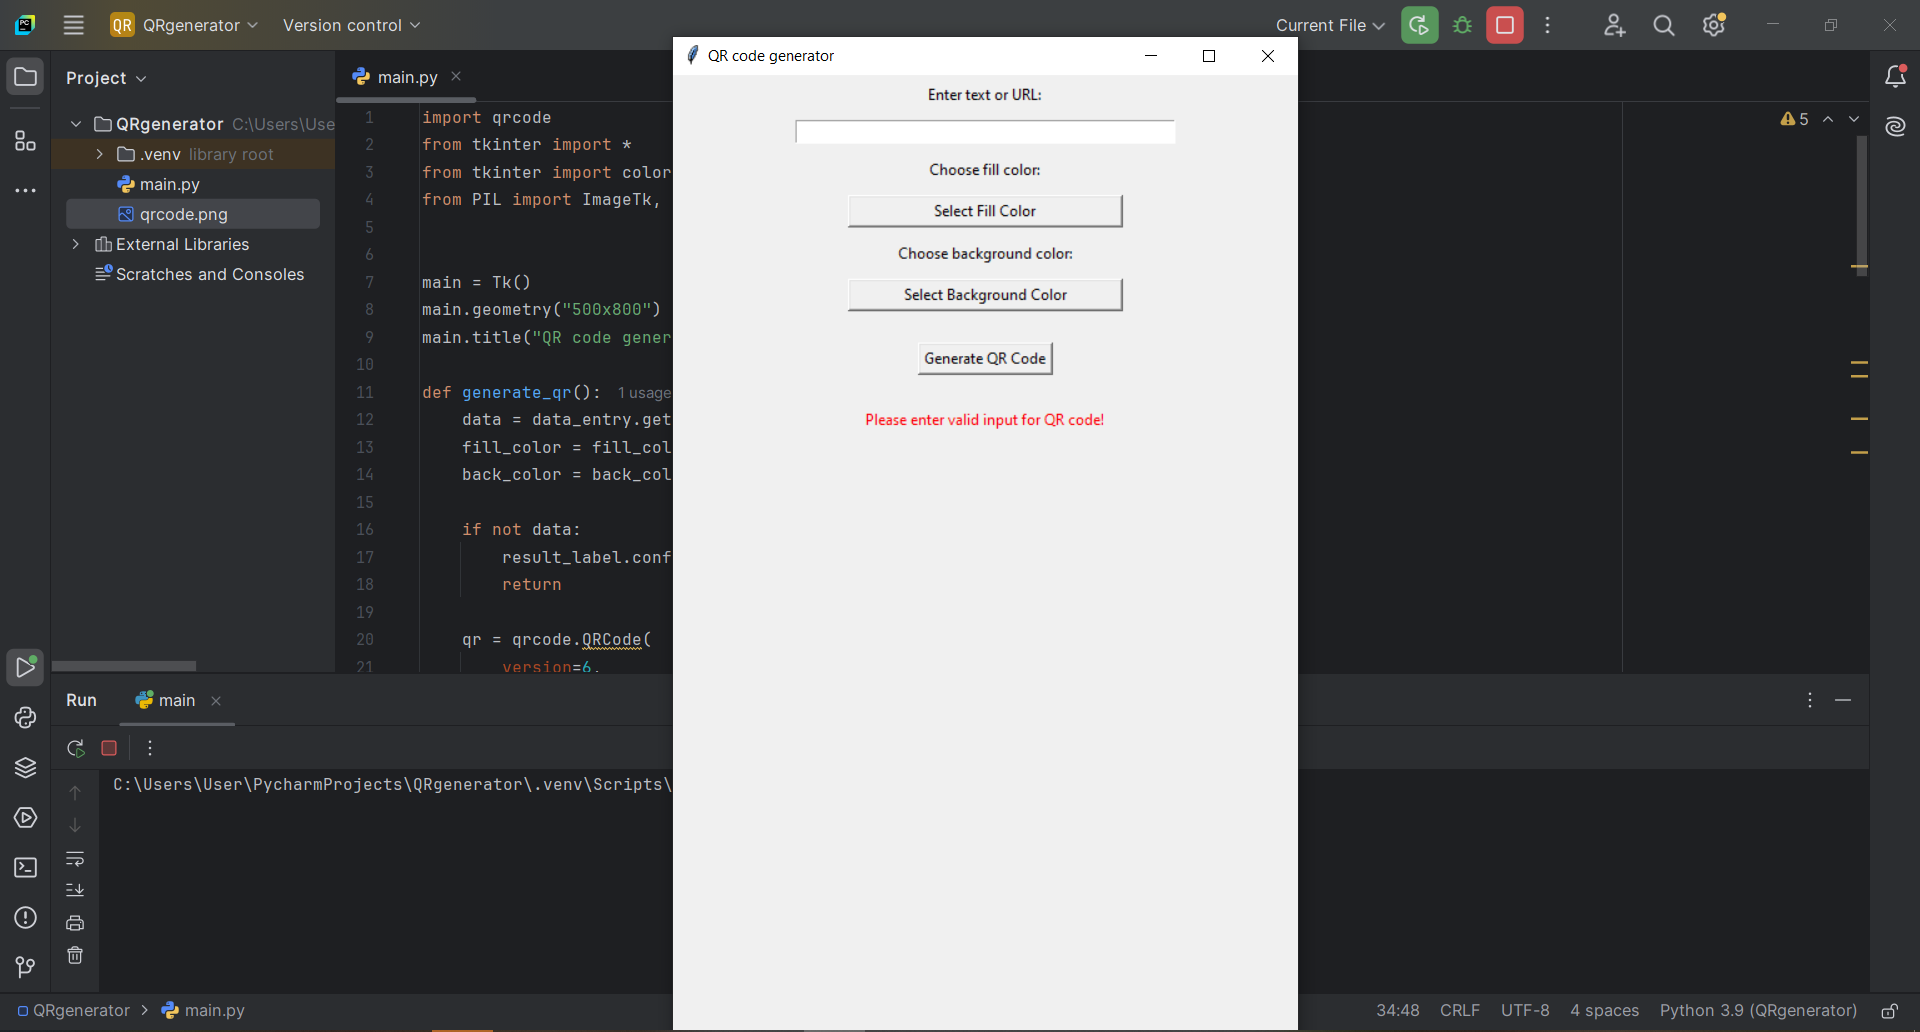 QR QRgenerator Version control Current File
QR code generator
Project
main.py
QRgenerator C:\Users\Use
.venv library root
main.py
qrcode.png
External Libraries
Scratches and Consoles
1 import qrcode
2 from tkinter import *
3 from tkinter import color
4 from PIL import ImageTk,
5
6
7 main = Tk()
8 main.geometry("500x800")
9 main.title("QR code gener
10
11 def generate_qr(): 1 usage
12 data = data_entry.get
13 fill_color = fill_col
14 back_color = back_col
15
16 if not data:
17 result_label.conf
18 return
19
20 qr = qrcode.QRCode(
21 version=6,
5
Enter text or URL:
Choose fill color:
Select Fill Color
Choose background color:
Select Background Color
Generate QR Code
Please enter valid input for QR code!
Run main
C:\Users\User\PycharmProjects\QRgenerator\.venv\Scripts\
QRgenerator > main.py
34:48 CRLF UTF-8 4 spaces Python 3.9 (QRgenerator)